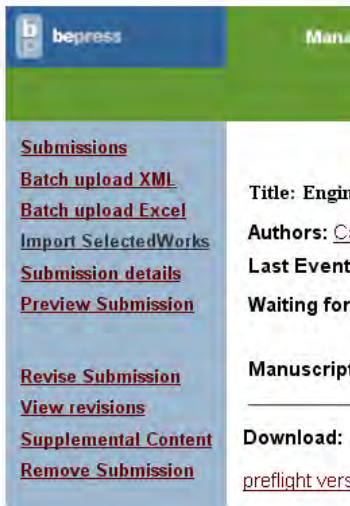 bepress
Submissions
Batch upload XML
Batch upload Excel
Import SelectedWorks
Submission details
Preview Submission
Revise Submission
View revisions
Supplemental Content
Remove Submission
Title:
Authors:
Last Event
Waiting for
Manuscript
Download:
preflight